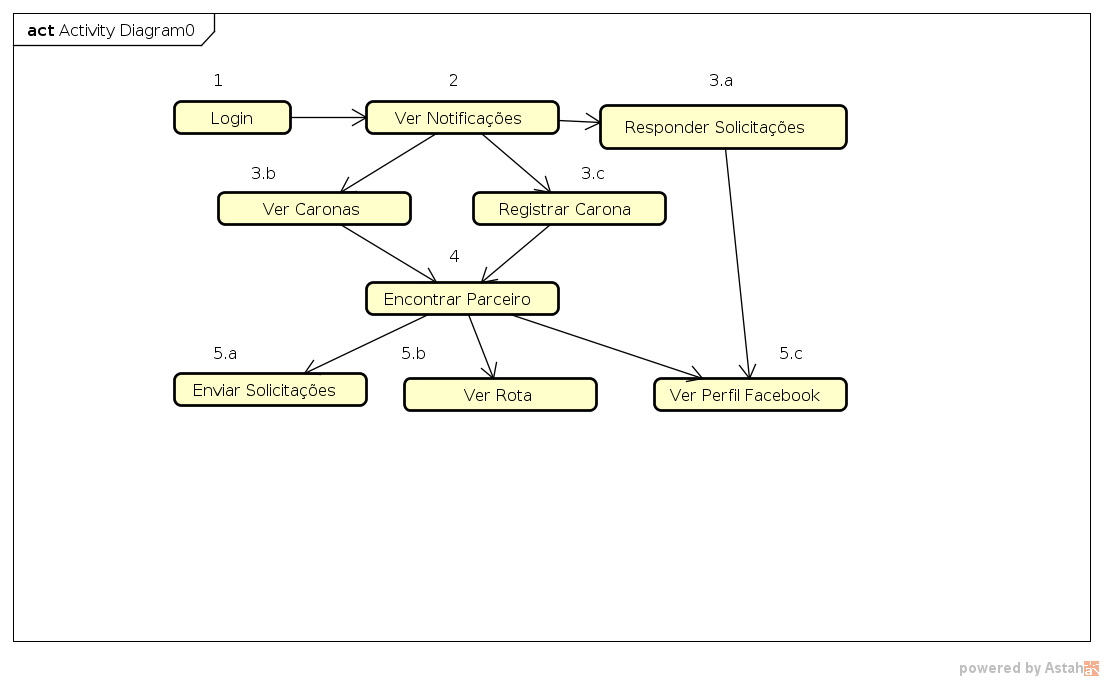 act Activity Diagram0
1
2
3.a
Login
Ver Notificações
Responder Solicitações
3.b
3.c
Ver Caronas
Registrar Carona
4
Encontrar Parceiro
5.a
5.b
5.c
Enviar Solicitações
Ver Rota
Ver Perfil Facebook
powered by Astah